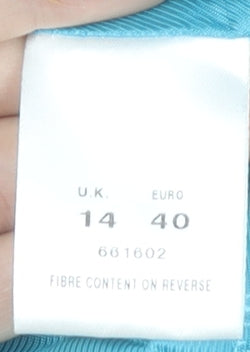 U.K. EURO
14 40
661602
FIBRE CONTENT ON REVERSE